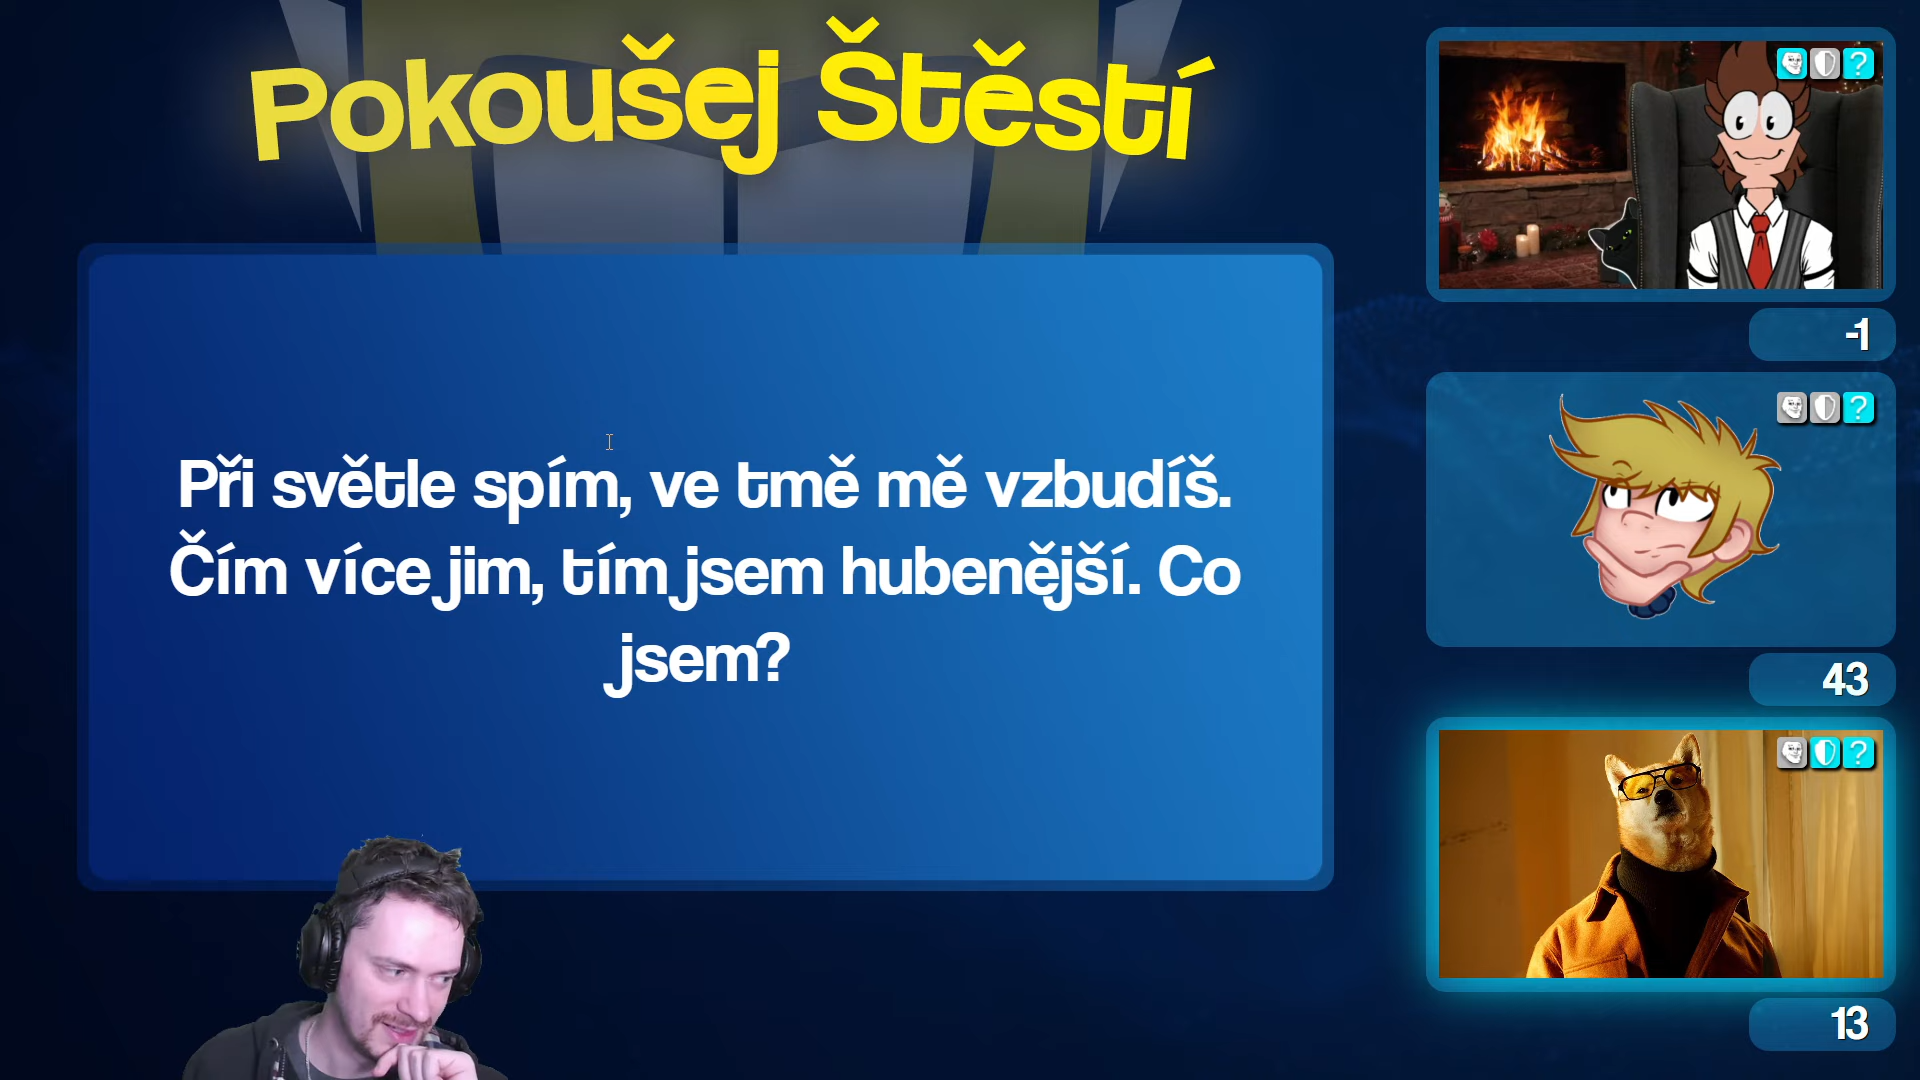 Pokoušej Štěstí
Při světle spím, ve tmě mě vzbudíš.
Čím více jim, tím jsem hubenější. Co
jsem?
?
-1
?
43
?
13